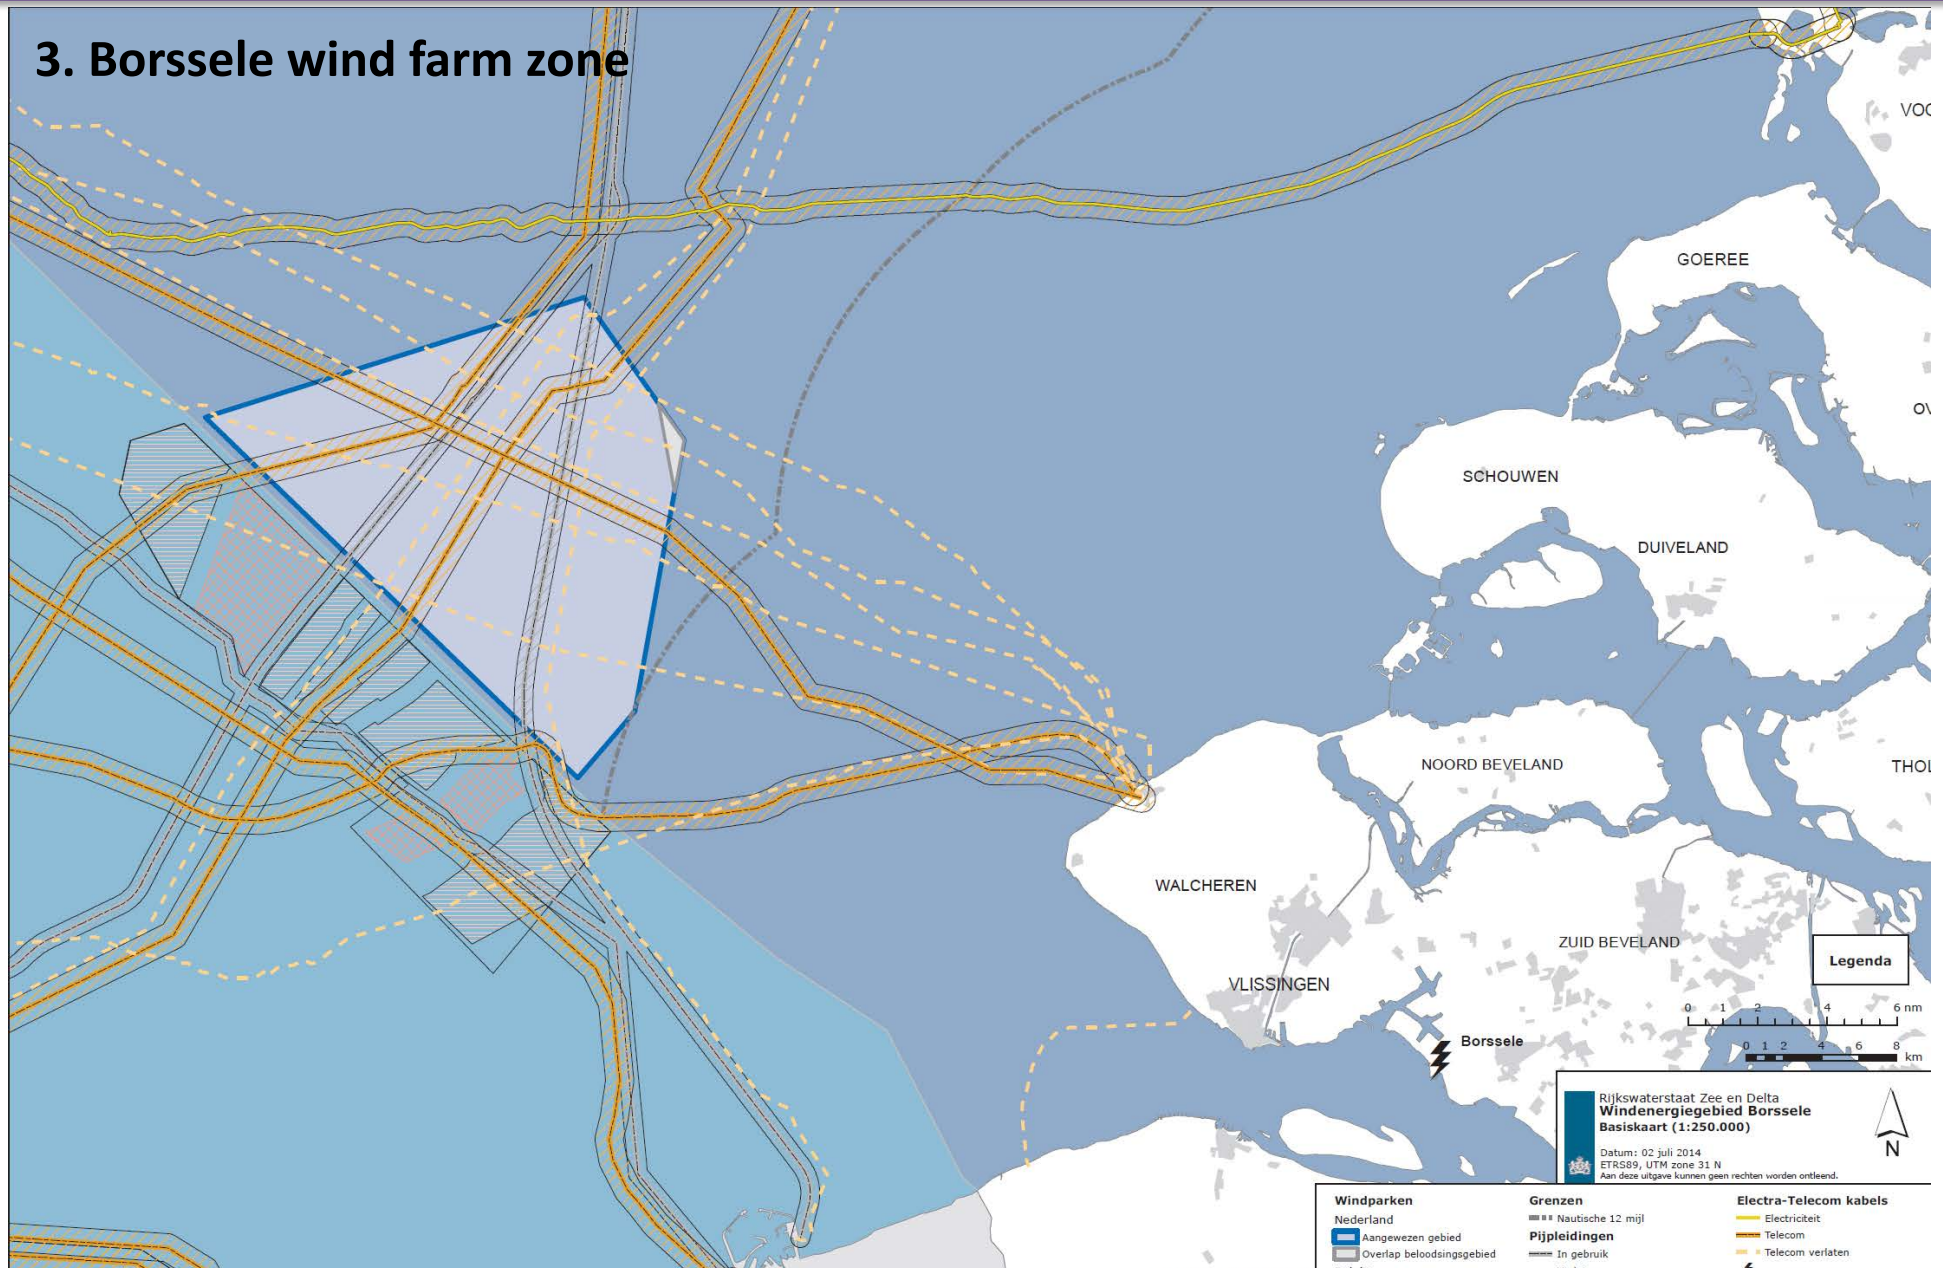 3. Borssele wind farm zone
GOEREE
SCHOUWEN
DUIVELAND
NOORD BEVELAND
WALCHEREN
ZUID BEVELAND
VLISSINGEN
Borssele
Legenda
0 1 2 4 6 nm
0 1 2 4 6 8
km
Rijkswaterstaat Zee en Delta
Windenergiegebied Borssele
Basiskaart (1:250.000)
Datum: 02 juli 2014
ETRS89, UTM zone 31 N
Aan deze uitgave kunnen geen rechten worden ontleend.
N
Windparken
Nederland
Aangewezen gebied
Overlap beloodsingsgebied
Grenzen
Nautische 12 mijl
Pijpleidingen
In gebruik
Electra-Telecom kabels
Electriciteit
Telecom
Telecom verlaten